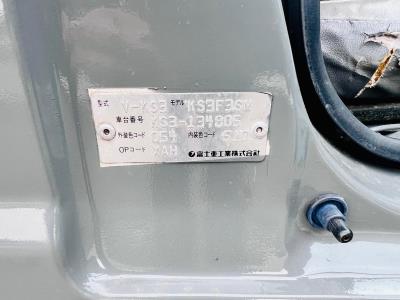 型式 V-KS3 モデル KS3F3SM
車台番号 KS3-134805
外装色コード 054 内装色コード
OPコード XAH
富士重工業株式会社